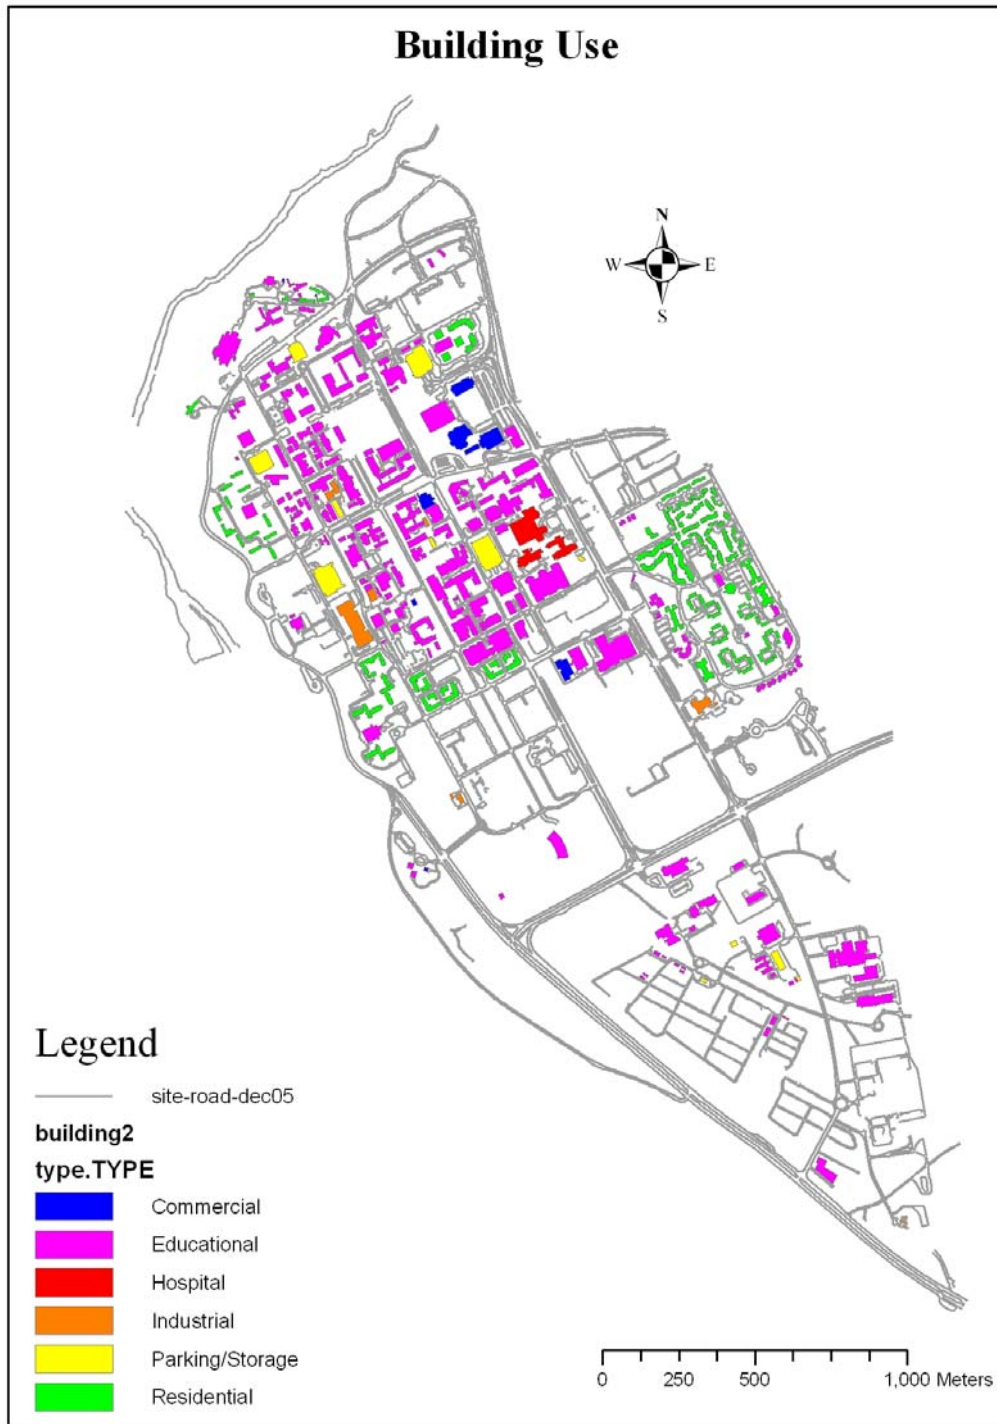 Building Use
N
W E
S
Legend
site-road-dec05
building2
type.TYPE
Commercial
Educational
Hospital
Industrial
Parking/Storage
Residential
0 250 500 1,000 Meters